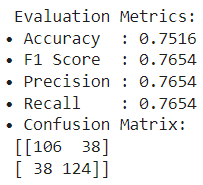 Evaluation Metrics:
• Accuracy  : 0.7516
• F1 Score  : 0.7654
• Precision : 0.7654
• Recall    : 0.7654
• Confusion Matrix:
[[106  38]
[ 38 124]]